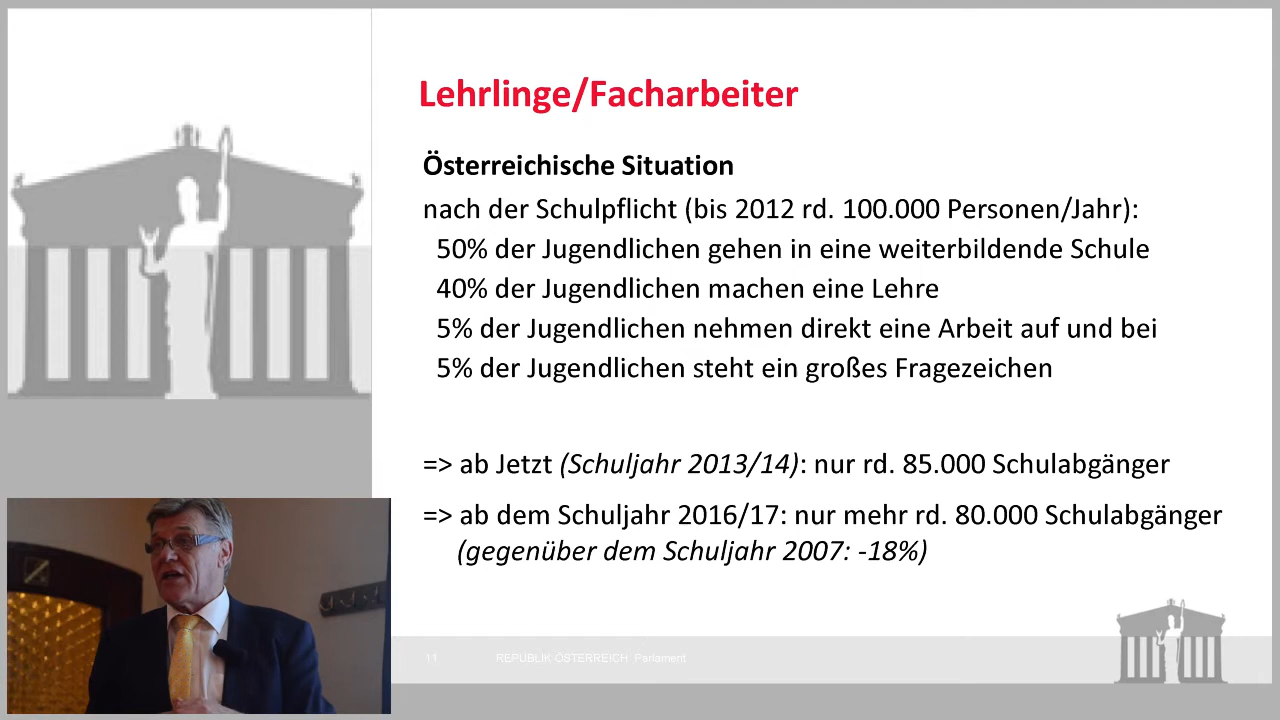 Lehrlinge/Facharbeiter
Österreichische Situation
nach der Schulpflicht (bis 2012 rd. 100.000 Personen/Jahr):
50% der Jugendlichen gehen in eine weiterbildende Schule
40% der Jugendlichen machen eine Lehre
5% der Jugendlichen nehmen direkt eine Arbeit auf und bei
5% der Jugendlichen steht ein großes Fragezeichen
=> ab Jetzt (Schuljahr 2013/14): nur rd. 85.000 Schulabgänger
=> ab dem Schuljahr 2016/17: nur mehr rd. 80.000 Schulabgänger
(gegenüber dem Schuljahr 2007: -18%)
11 REPUBLIK ÖSTERREICH Parlament